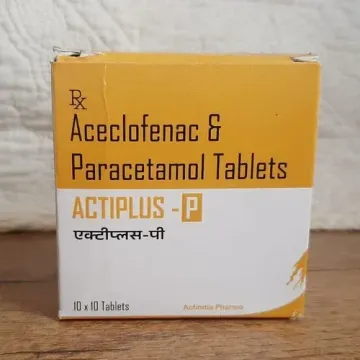 Rx
Aceclofenac &
Paracetamol Tablets
ACTIPLUS -P
एक्टीप्लस-पी
10 x 10 Tablets